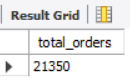 Result Grid
total_orders
21350